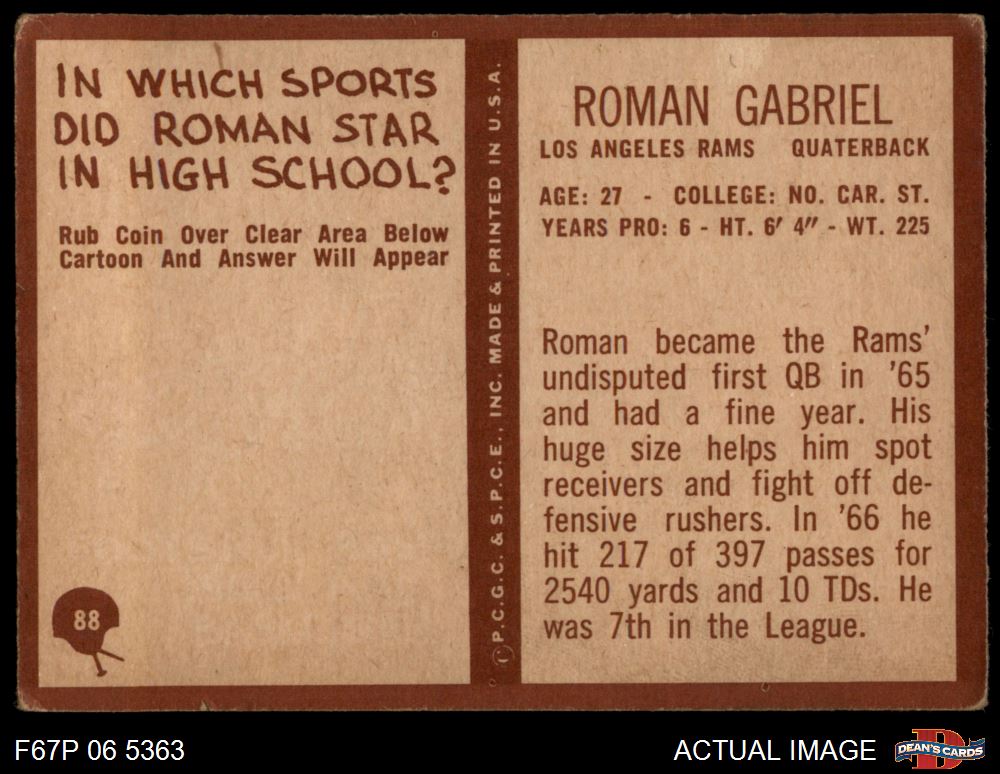 IN WHICH SPORTS
DID ROMAN STAR
IN HIGH SCHOOL?
Rub Coin Over Clear Area Below
Cartoon And Answer Will Appear
88
© P.C.G.C. & S.P.C.E., INC. MADE & PRINTED IN U.S.A.
ROMAN GABRIEL
LOS ANGELES RAMS QUATERBACK
AGE: 27 - COLLEGE: NO. CAR. ST.
YEARS PRO: 6 - HT. 6′ 4″ - WT. 225
Roman became the Rams'
undisputed first QB in '65
and had a fine year. His
huge size helps him spot
receivers and fight off de-
fensive rushers. In '66 he
hit 217 of 397 passes for
2540 yards and 10 TDs. He
was 7th in the League.
F67P 06 5363
ACTUAL IMAGE
D
DEAN'S CARDS